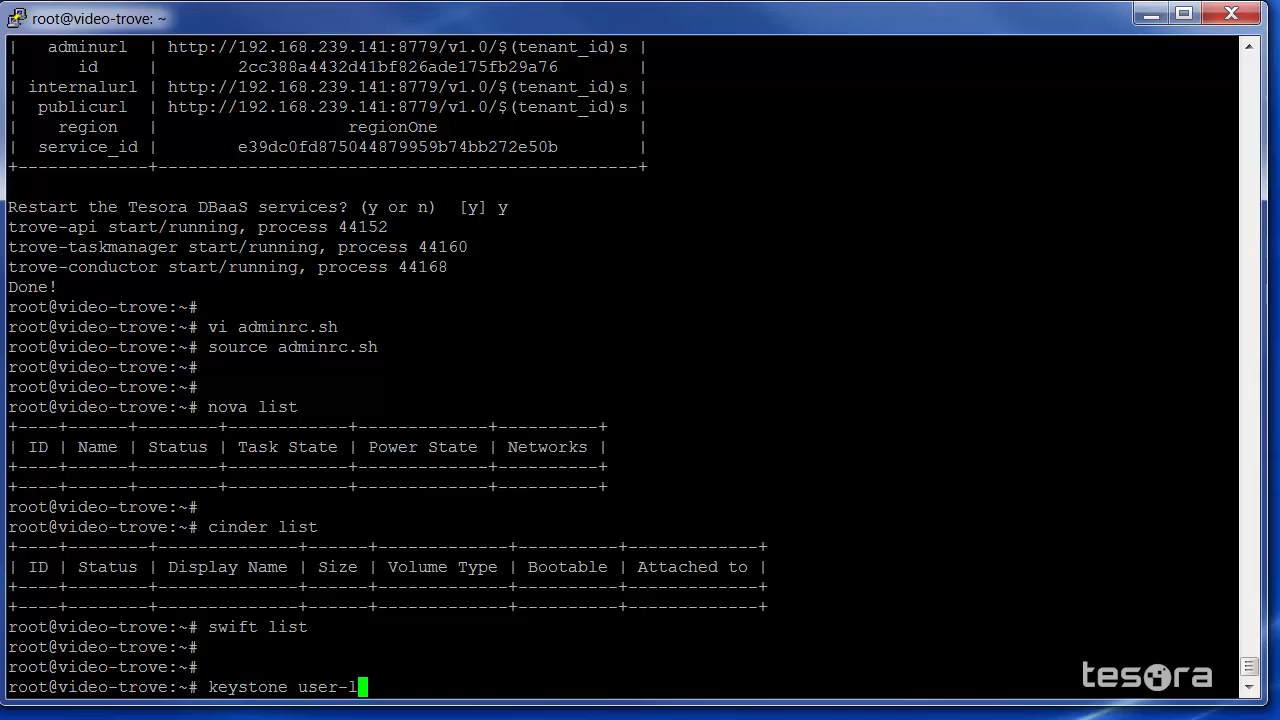 root@video-trove: ~
| adminurl | http://192.168.239.141:8779/v1.0/$(tenant_id)s |
| id | 2cc388a4432d41bf826ade175fb29a76 |
| internalurl | http://192.168.239.141:8779/v1.0/$(tenant_id)s |
| publicurl | http://192.168.239.141:8779/v1.0/$(tenant_id)s |
| region | regionOne |
| service_id | e39dc0fd875044879959b74bb272e50b |
+-------------+------------------------------------------------+
Restart the Tesora DBaaS services? (y or n)  [y] y
trove-api start/running, process 44152
trove-taskmanager start/running, process 44160
trove-conductor start/running, process 44168
Done!
root@video-trove:~#
root@video-trove:~# vi adminrc.sh
root@video-trove:~# source adminrc.sh
root@video-trove:~#
root@video-trove:~#
root@video-trove:~# nova list
+----+------+--------+------------+-------------+----------+
| ID | Name | Status | Task State | Power State | Networks |
+----+------+--------+------------+-------------+----------+
+----+------+--------+------------+-------------+----------+
root@video-trove:~#
root@video-trove:~# cinder list
+----+--------+--------------+------+-------------+----------+-------------+
| ID | Status | Display Name | Size | Volume Type | Bootable | Attached to |
+----+--------+--------------+------+-------------+----------+-------------+
+----+--------+--------------+------+-------------+----------+-------------+
root@video-trove:~# swift list
root@video-trove:~#
root@video-trove:~#
root@video-trove:~# keystone user-l
tesora